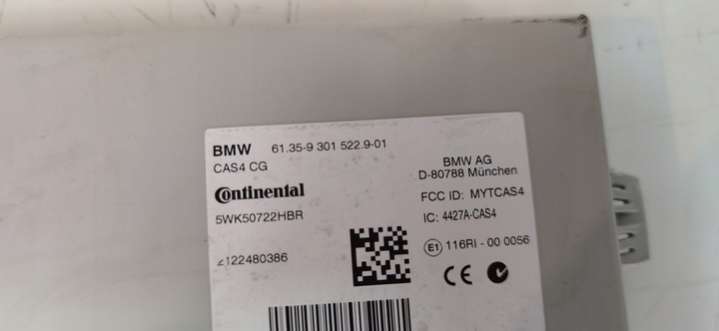 BMW 61.35-9 301 522.9-01
CAS4 CG
Continental
5WK50722HBR
2122480386
BMW AG
D-80788 München
FCC ID: MYTCAS4
IC: 4427A-CAS4
E1 116RI - 00 0056
CE